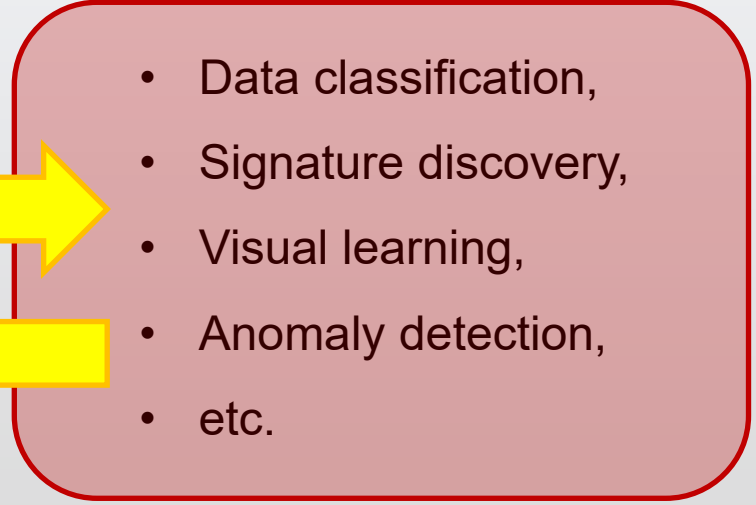 • Data classification,
• Signature discovery,
• Visual learning,
• Anomaly detection,
• etc.